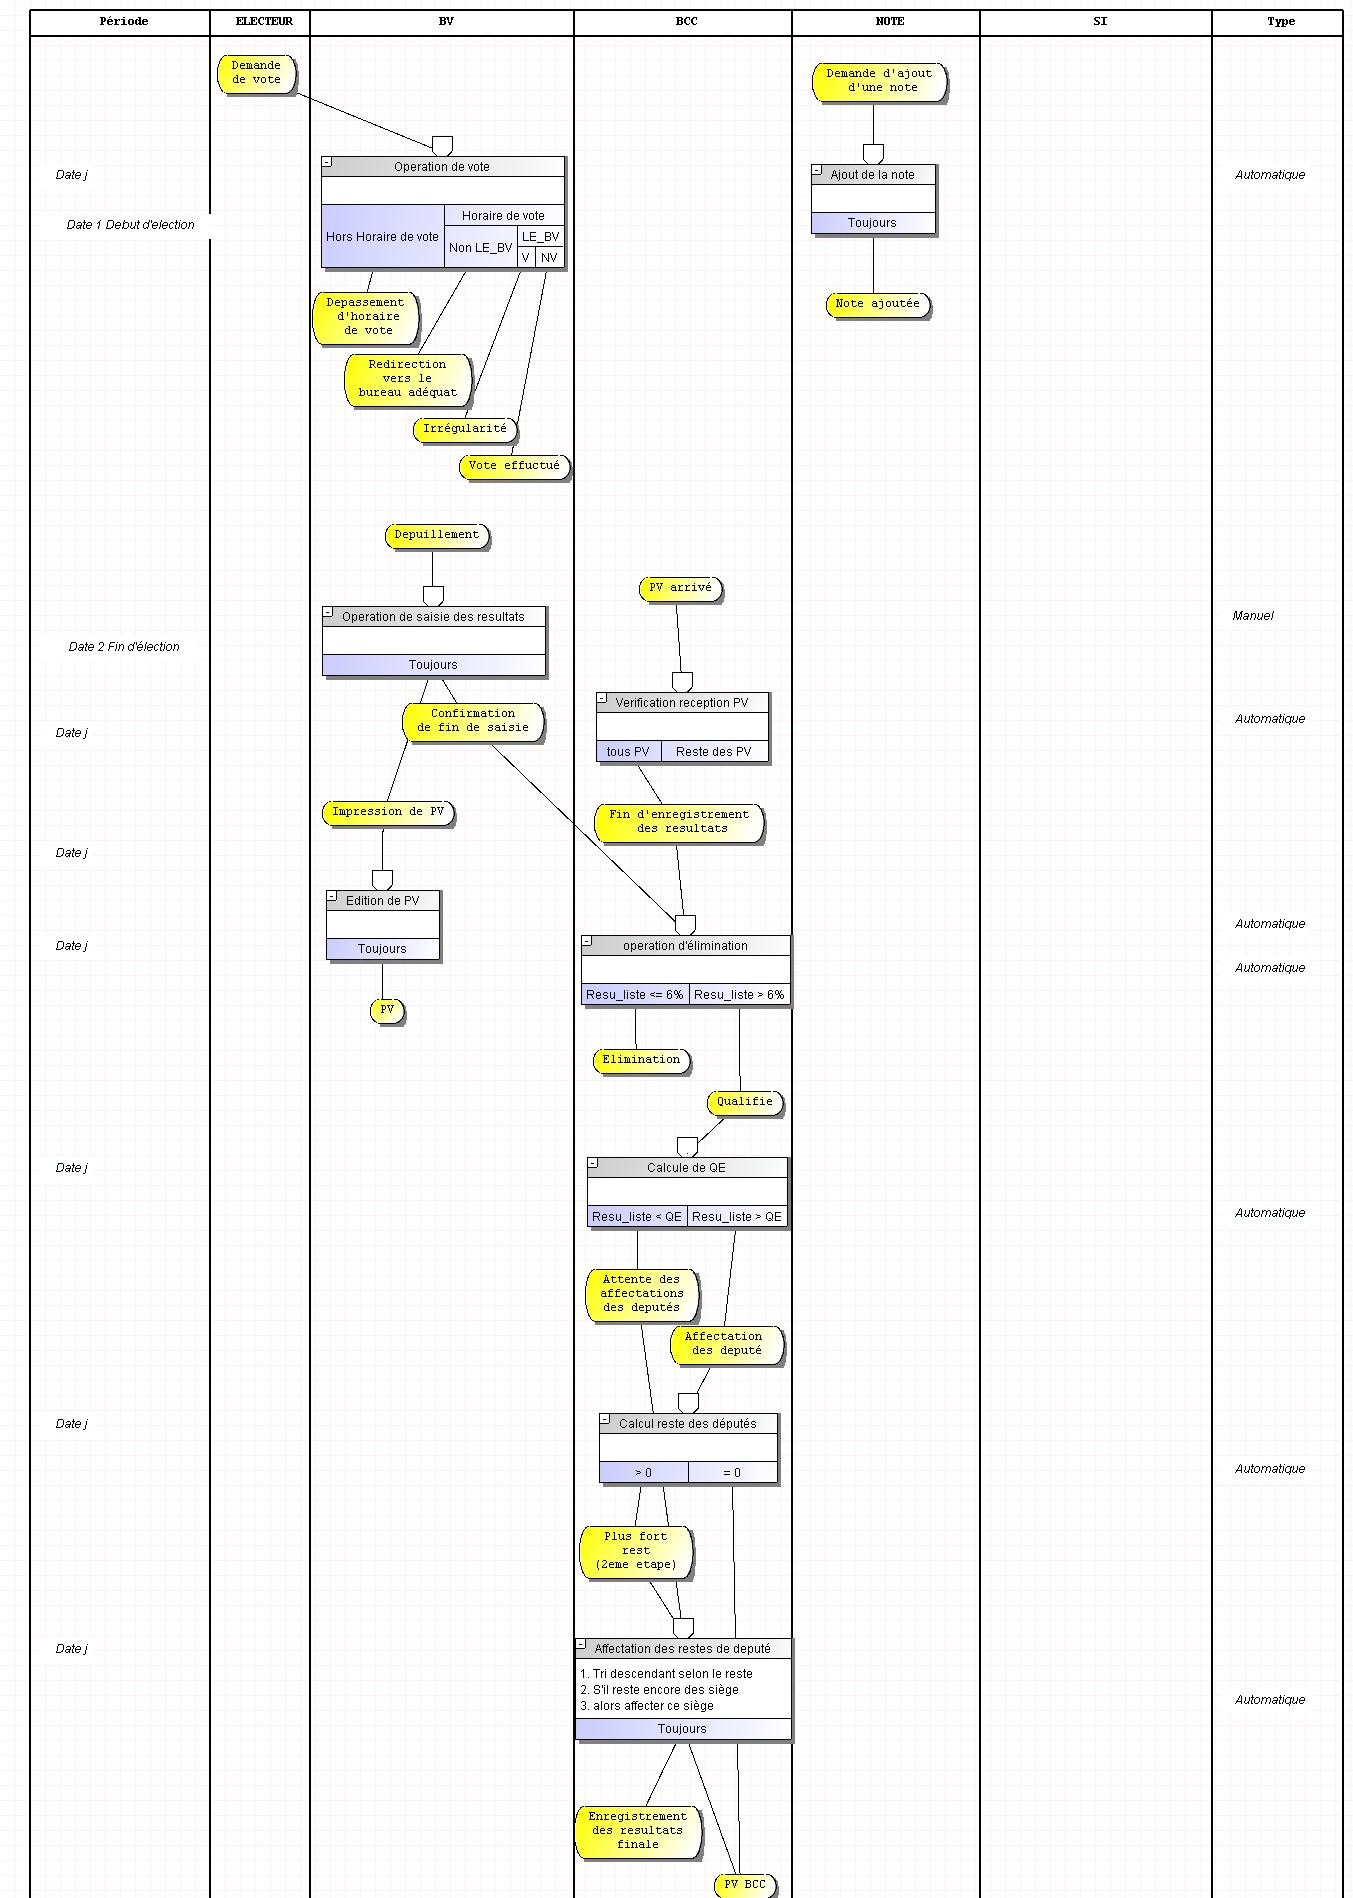 Période ELECTEUR BV BCC NOTE SI Type
Demande
de vote
Demande d'ajout
d'une note
Date j
Operation de vote
Ajout de la note
Automatique
Date 1 Debut d'election
Hors Horaire de vote
Horaire de vote
Non LE_BV
LE_BV
V NV
Toujours
Depassement
d'horaire
de vote
Note ajoutée
Redirection
vers le
bureau adéquat
Irrégularité
Vote effuctué
Depuillement
PV arrivé
Operation de saisie des resultats
Manuel
Date 2 Fin d'élection
Toujours
Confirmation
de fin de saisie
Verification reception PV
Automatique
Date j
tous PV Reste des PV
Impression de PV
Fin d'enregistrement
des resultats
Date j
Edition de PV
Automatique
Date j
Toujours
operation d'élimination
Automatique
Resu_liste <= 6% Resu_liste > 6%
PV
Elimination
Qualifie
Date j
Calcule de QE
Automatique
Resu_liste < QE Resu_liste > QE
Attente des
affectations
des deputés
Affectation
des deputé
Date j
Calcul reste des députés
Automatique
> 0 = 0
Plus fort
rest
(2eme etape)
Date j
Affectation des restes de deputé
1. Tri descendant selon le reste
2. S'il reste encore des siège
3. alors affecter ce siège
Automatique
Toujours
Enregistrement
des resultats
finale
PV BCC